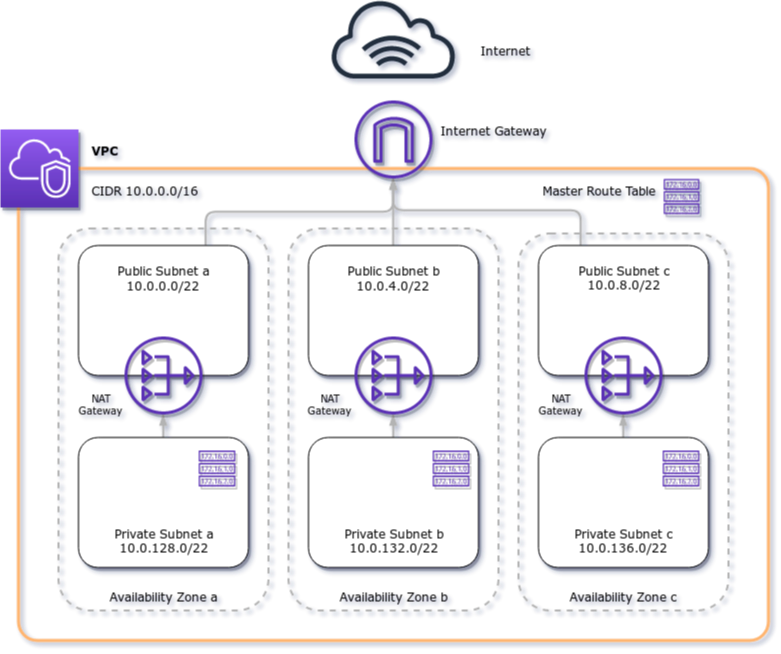 Internet
Internet Gateway
VPC
CIDR 10.0.0.0/16
Master Route Table
172.16.0.0
172.16.1.0
172.16.2.0
Public Subnet a
10.0.0.0/22
Public Subnet b
10.0.4.0/22
Public Subnet c
10.0.8.0/22
NAT
Gateway
NAT
Gateway
NAT
Gateway
172.16.0.0
172.16.1.0
172.16.2.0
172.16.0.0
172.16.1.0
172.16.2.0
172.16.0.0
172.16.1.0
172.16.2.0
Private Subnet a
10.0.128.0/22
Private Subnet b
10.0.132.0/22
Private Subnet c
10.0.136.0/22
Availability Zone a
Availability Zone b
Availability Zone c